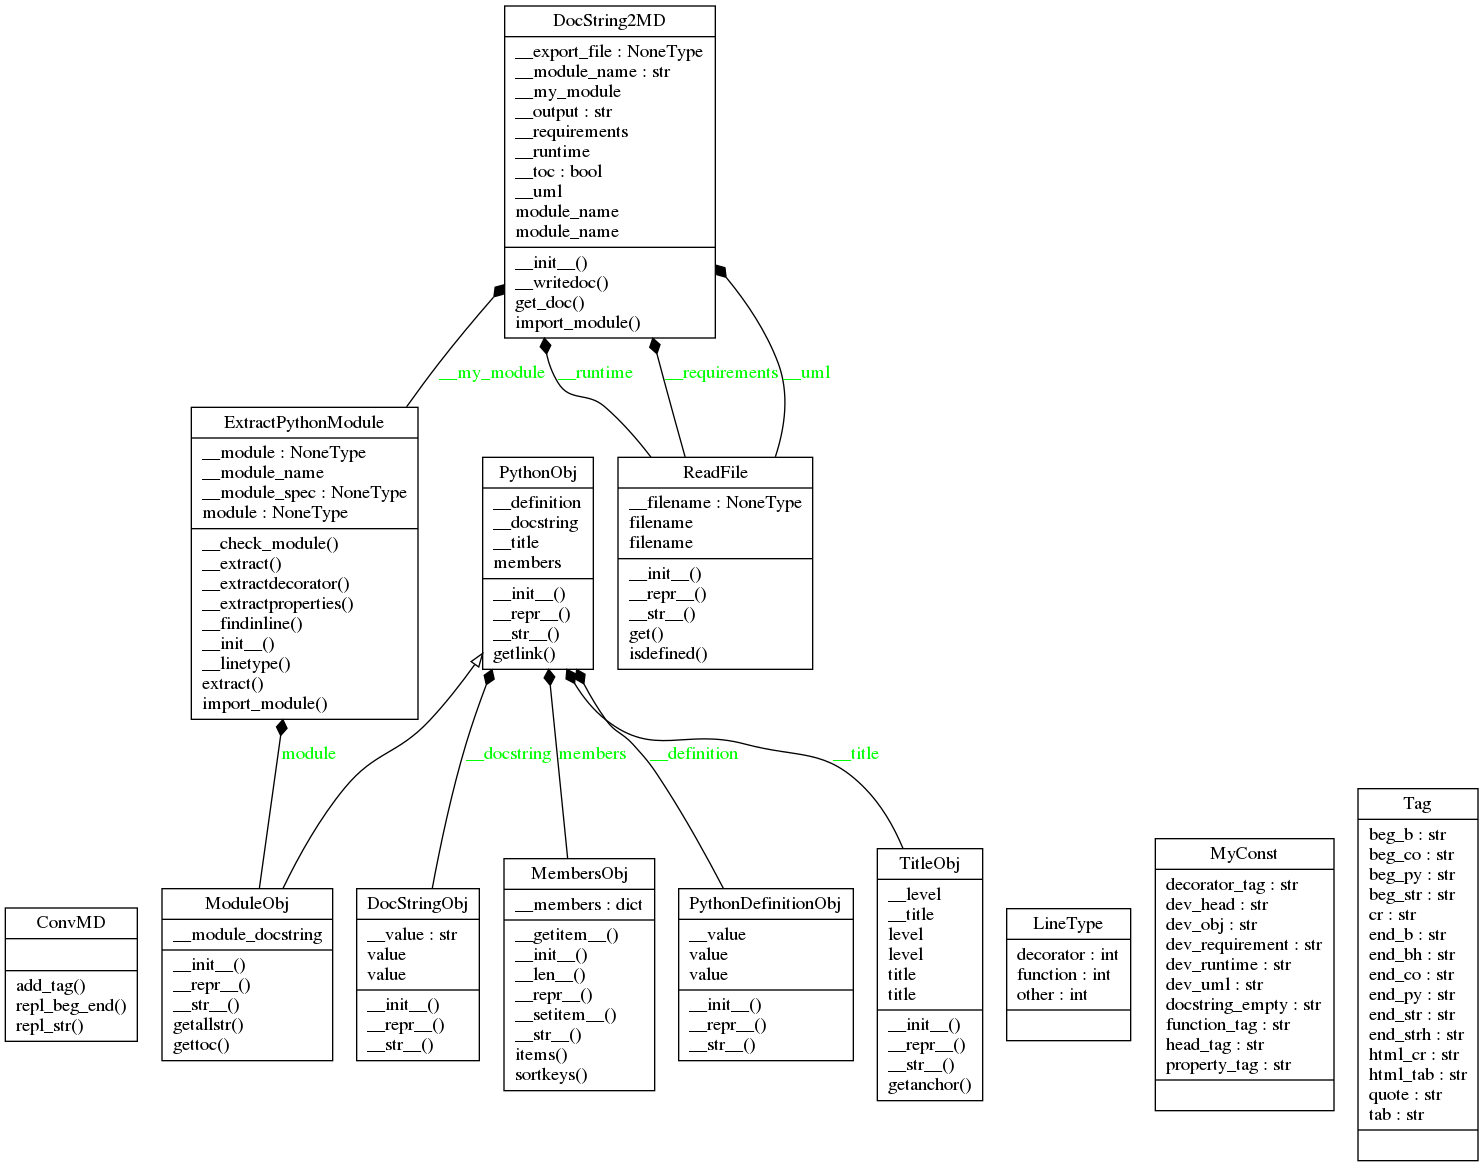 DocString2MD
__export_file : NoneType
__module_name : str
__my_module
__output : str
__requirements
__runtime
__toc : bool
__uml
module_name
module_name
__init__()
__writedoc()
get_doc()
import_module()
__my_module
__runtime
__requirements
__uml
ExtractPythonModule
__module : NoneType
__module_name
__module_spec : NoneType
module : NoneType
__check_module()
__extract()
__extractdecorator()
__extractproperties()
__findinline()
__init__()
__linetype()
extract()
import_module()
PythonObj
__definition
__docstring
__title
members
__init__()
__repr__()
__str__()
getlink()
ReadFile
__filename : NoneType
filename
filename
__init__()
__repr__()
__str__()
get()
isdefined()
module
__docstring
members
__definition
__title
ConvMD
add_tag()
repl_beg_end()
repl_str()
ModuleObj
__module_docstring
__init__()
__repr__()
__str__()
getallstr()
gettoc()
DocStringObj
__value : str
value
value
__init__()
__repr__()
__str__()
MembersObj
__members : dict
__getitem__()
__init__()
__len__()
__repr__()
__setitem__()
__str__()
items()
sortkeys()
PythonDefinitionObj
__value
value
value
__init__()
__repr__()
__str__()
TitleObj
__level
__title
level
level
title
title
__init__()
__repr__()
__str__()
getanchor()
LineType
decorator : int
function : int
other : int
MyConst
decorator_tag : str
dev_head : str
dev_obj : str
dev_requirement : str
dev_runtime : str
dev_uml : str
docstring_empty : str
function_tag : str
head_tag : str
property_tag : str
Tag
beg_b : str
beg_co : str
beg_py : str
beg_str : str
cr : str
end_b : str
end_bh : str
end_co : str
end_py : str
end_str : str
end_strh : str
html_cr : str
html_tab : str
quote : str
tab : str